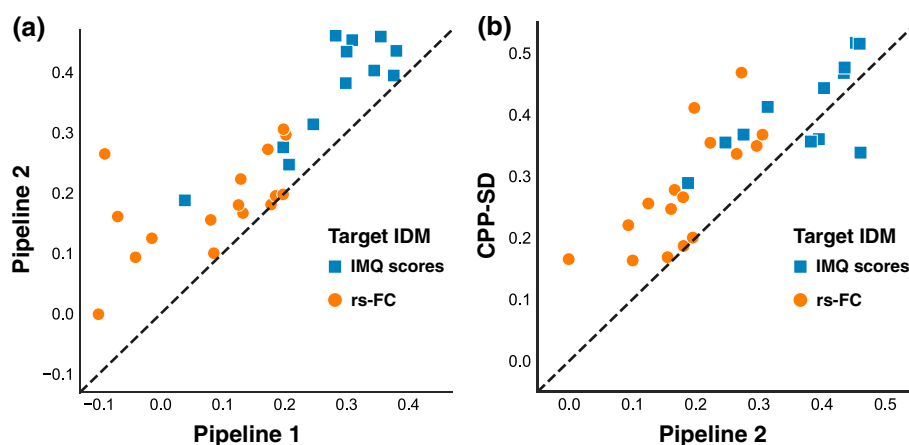 (a)
Pipeline 2
0.4
0.3
0.2
0.1
0.0
−0.1
Target IDM
IMQ scores
rs-FC
−0.1 0.0 0.1 0.2 0.3 0.4
Pipeline 1
(b)
CPP-SD
0.5
0.4
0.3
0.2
0.1
0.0
Target IDM
IMQ scores
rs-FC
0.0 0.1 0.2 0.3 0.4 0.5
Pipeline 2